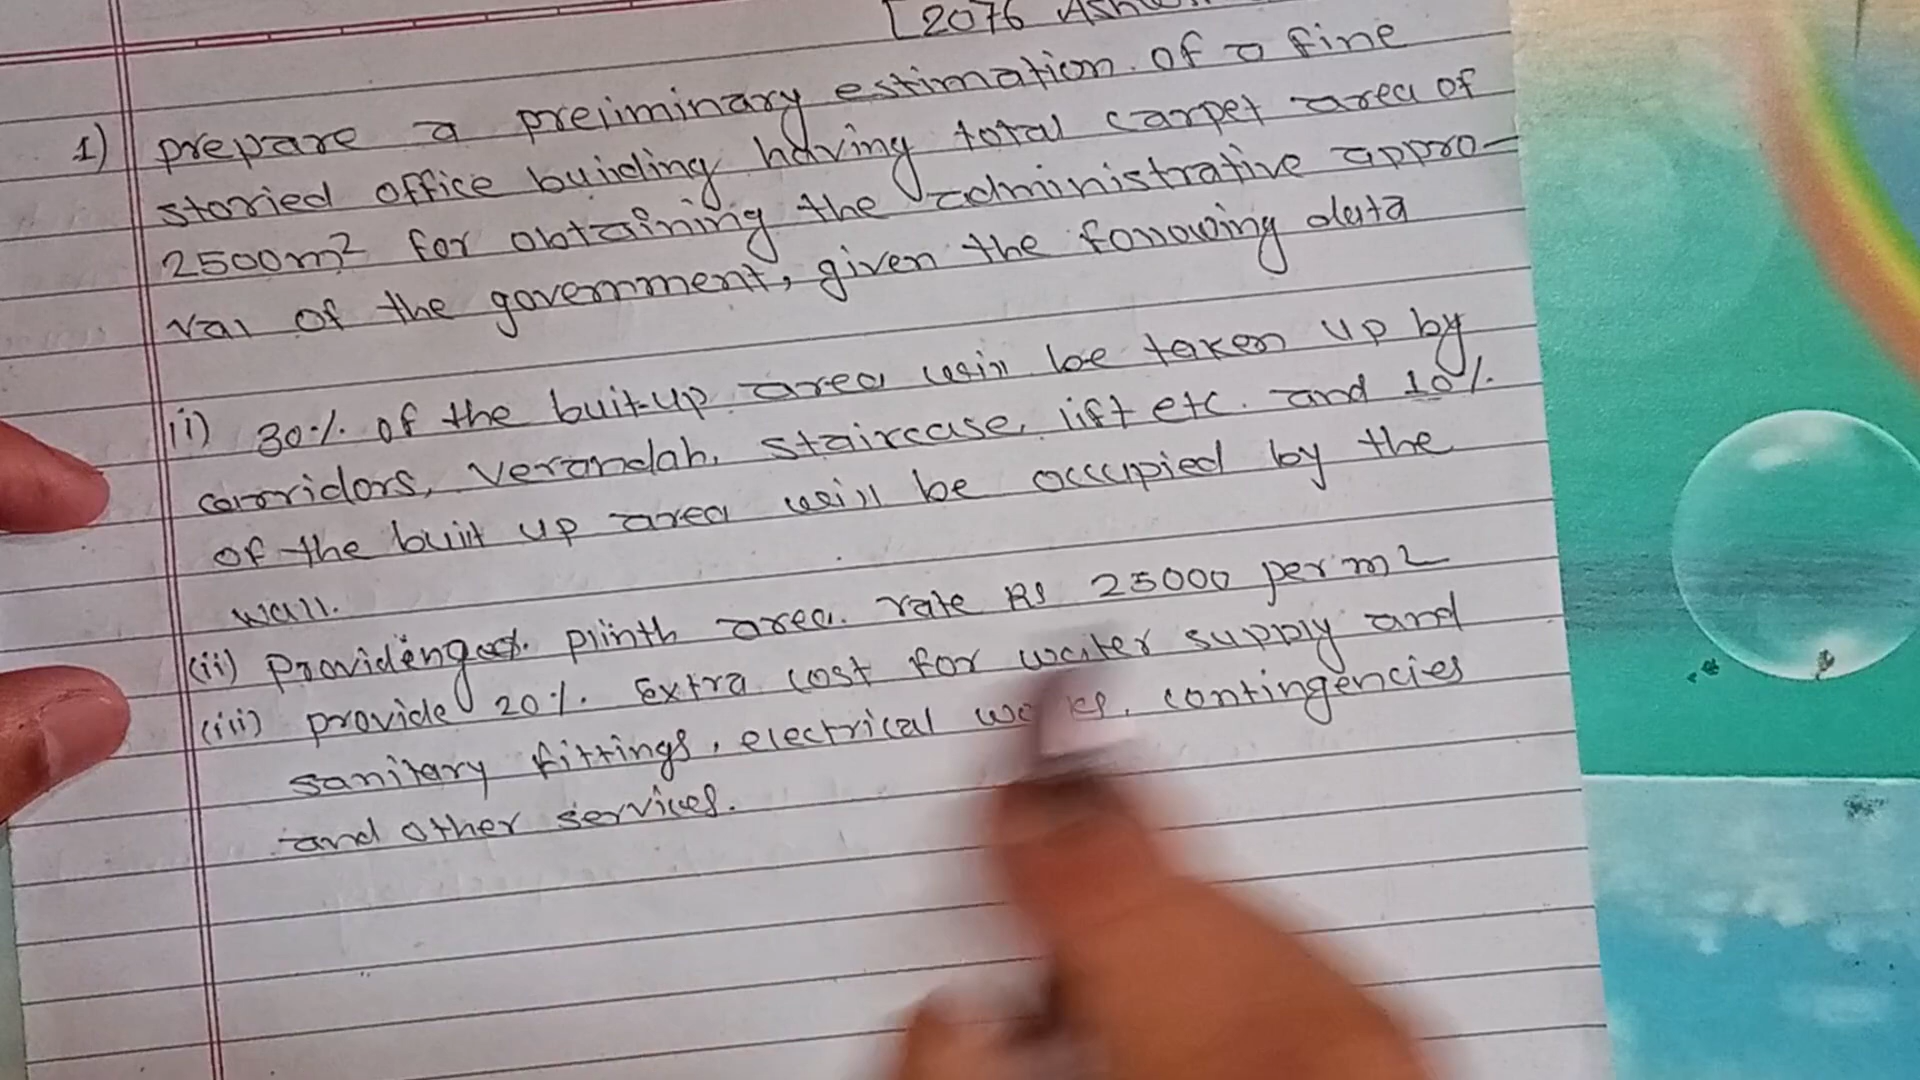 [2076
1) prepare a preliminary estimation of a fine
storied office building having total carpet area of
2500m2 for obtaining the administrative appro-
val of the government, given the following data
i) 30% of the buit-up area will be taken up by
corridors, verandah, staircase, lift etc. and 10%
of the built up area will be occupied by the
wall.
(ii) Providing plinth area rate RS 25000 per m2
(iii) provide 20% Extra cost for water supply and
sanitary fittings, electrical contingencies
and other services.